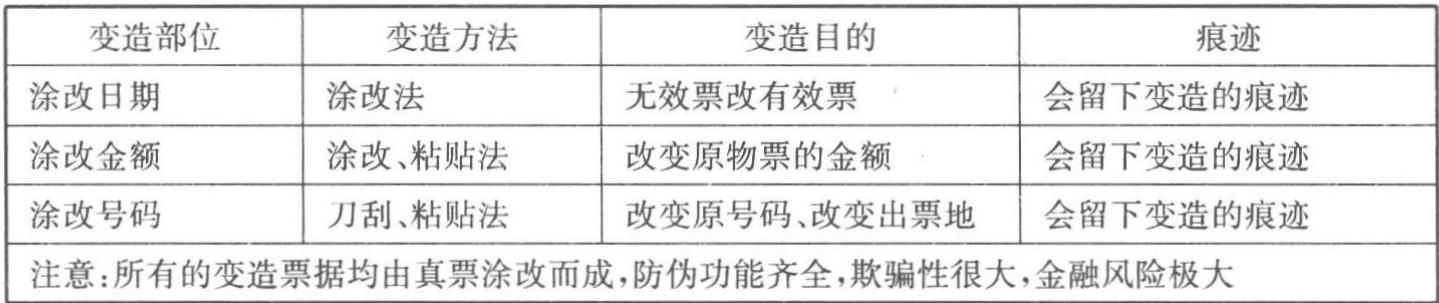 变造部位 变造方法 变造目的 痕迹
涂改日期 涂改法 无效票改有效票 会留下变造的痕迹
涂改金额 涂改、粘贴法 改变原物票的金额 会留下变造的痕迹
涂改号码 刀刮、粘贴法 改变原号码、改变出票地 会留下变造的痕迹
注意:所有的变造票据均由真票涂改而成,防伪功能齐全,欺骗性很大,金融风险极大